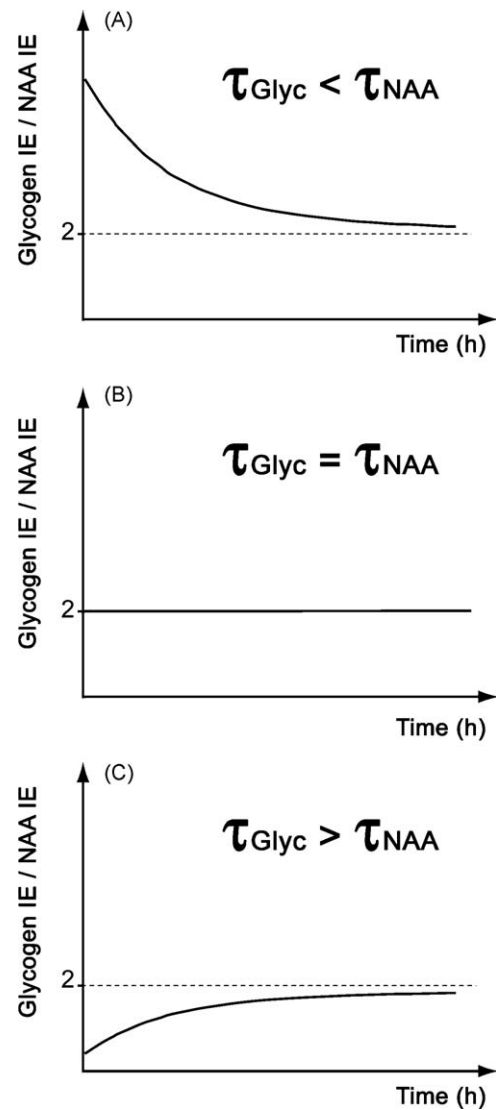 (A)
Glycogen IE / NAA IE
τGlyc < τNAA
2
Time (h)
(B)
Glycogen IE / NAA IE
τGlyc = τNAA
2
Time (h)
(C)
Glycogen IE / NAA IE
τGlyc > τNAA
2
Time (h)